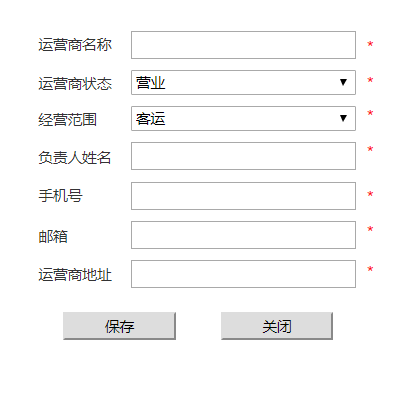 运营商名称 *
运营商状态 营业 ▼ *
经营范围 客运 ▼ *
负责人姓名 *
手机号 *
邮箱 *
运营商地址 *
保存 关闭